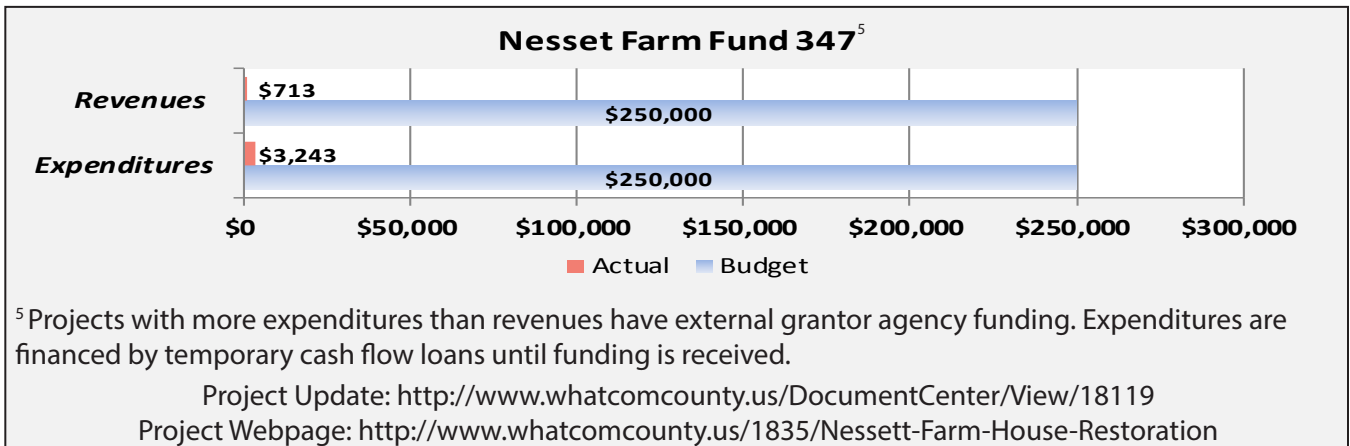 Nesset Farm Fund 347⁵
Revenues
$713
$250,000
Expenditures
$3,243
$250,000
$0 $50,000 $100,000 $150,000 $200,000 $250,000 $300,000
Actual Budget
⁵ Projects with more expenditures than revenues have external grantor agency funding. Expenditures are
financed by temporary cash flow loans until funding is received.
Project Update: http://www.whatcomcounty.us/DocumentCenter/View/18119
Project Webpage: http://www.whatcomcounty.us/1835/Nessett-Farm-House-Restoration